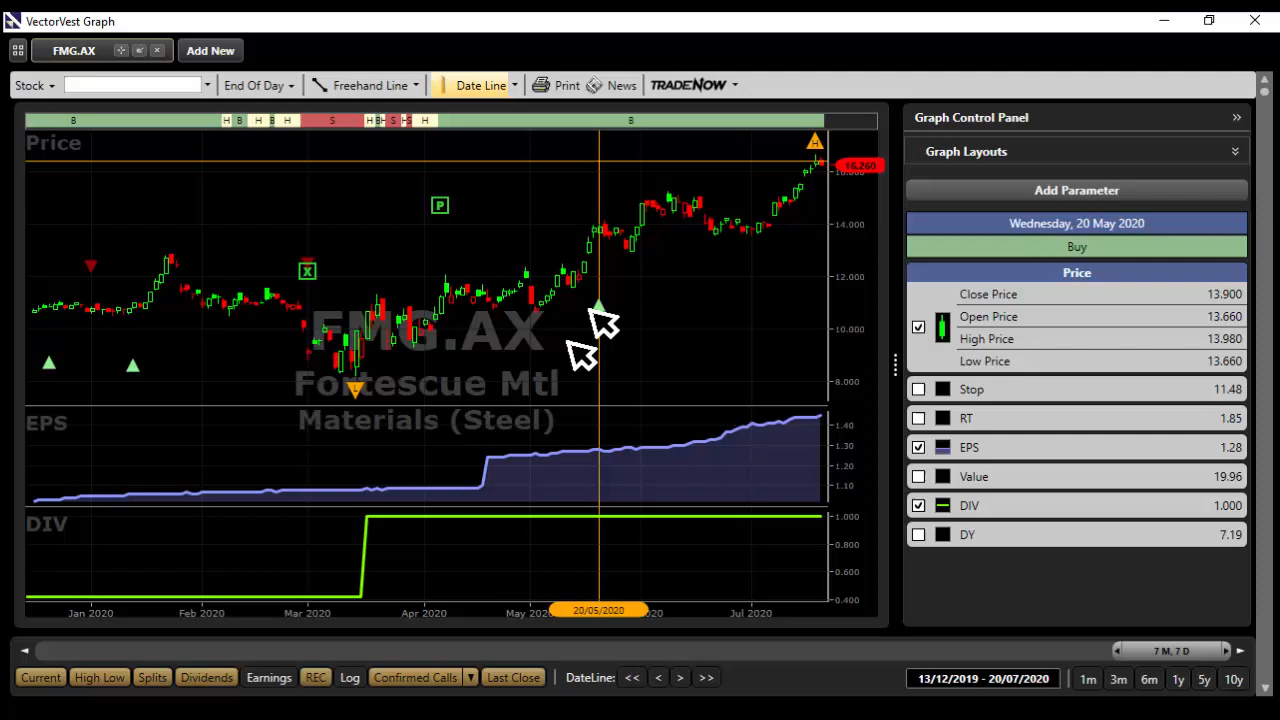 VectorVest Graph
FMG.AX
Add New
Stock
End Of Day
Freehand Line
Date Line
Print
News
TRADENOW
B H B H B H S H B H S H S H B
Price
H
16.260
16.000
14.000
12.000
10.000
8.000
P
X
L
FMG.AX
Fortescue Mtl
Materials (Steel)
EPS
1.40
1.30
1.20
1.10
DIV
1.000
0.800
0.600
0.400
Jan 2020 Feb 2020 Mar 2020 Apr 2020 May 20/05/2020 2020 Jul 2020
Graph Control Panel
Graph Layouts
Add Parameter
Wednesday, 20 May 2020
Buy
Price
Close Price 13.900
Open Price 13.660
High Price 13.980
Low Price 13.660
Stop 11.48
RT 1.85
EPS 1.28
Value 19.96
DIV 1.000
DY 7.19
7 M, 7 D
Current High Low Splits Dividends Earnings REC Log Confirmed Calls Last Close DateLine: << < > >> 13/12/2019 - 20/07/2020 1m 3m 6m 1y 5y 10y